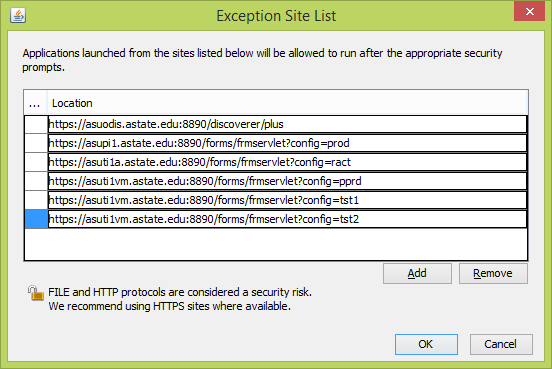 Exception Site List
Applications launched from the sites listed below will be allowed to run after the appropriate security
prompts.
... Location
https://asuodis.astate.edu:8890/discoverer/plus
https://asupi1.astate.edu:8890/forms/frmservlet?config=prod
https://asuti1a.astate.edu:8890/forms/frmservlet?config=ract
https://asuti1vm.astate.edu:8890/forms/frmservlet?config=pprd
https://asuti1vm.astate.edu:8890/forms/frmservlet?config=tst1
https://asuti1vm.astate.edu:8890/forms/frmservlet?config=tst2
Add Remove
FILE and HTTP protocols are considered a security risk.
We recommend using HTTPS sites where available.
OK Cancel